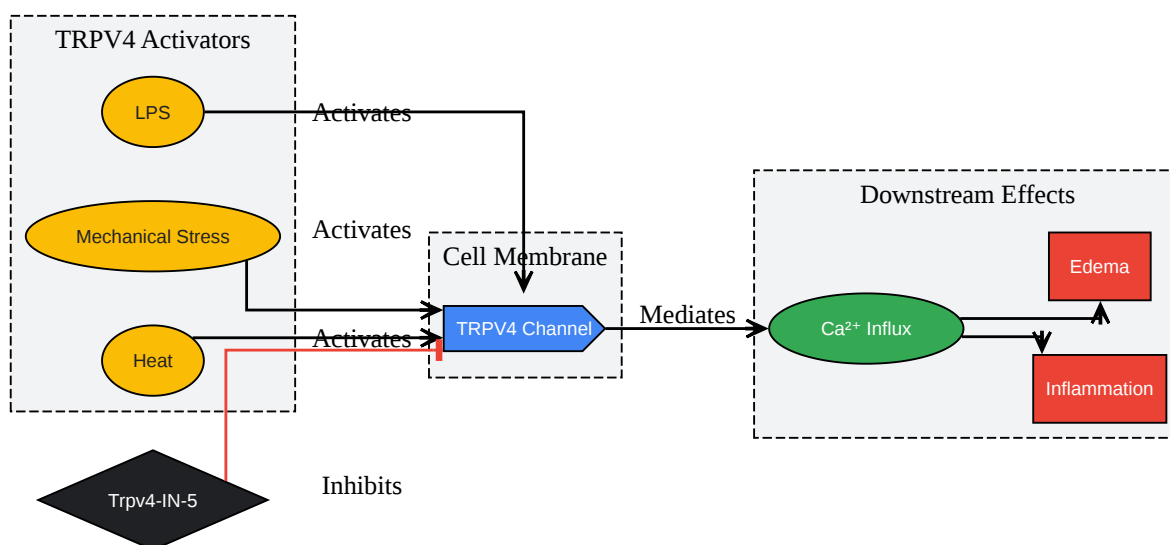 TRPV4 Activators
LPS
Activates
Mechanical Stress
Activates
Heat
Activates
Trpv4-IN-5
Inhibits
Cell Membrane
TRPV4 Channel
Mediates
Downstream Effects
Ca²⁺ Influx
Edema
Inflammation